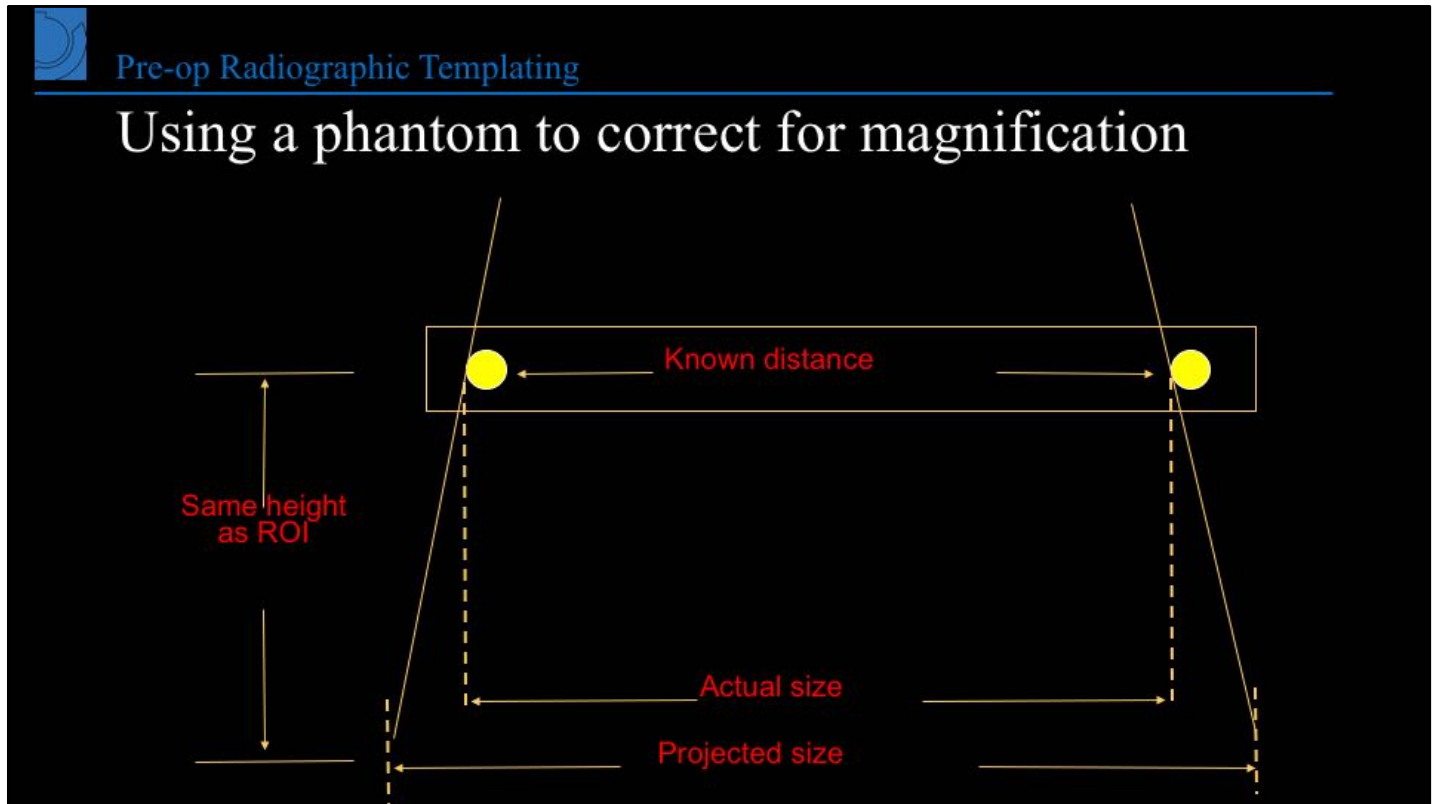 Pre-op Radiographic Templating
Using a phantom to correct for magnification
Known distance
Same height
as ROI
Actual size
Projected size